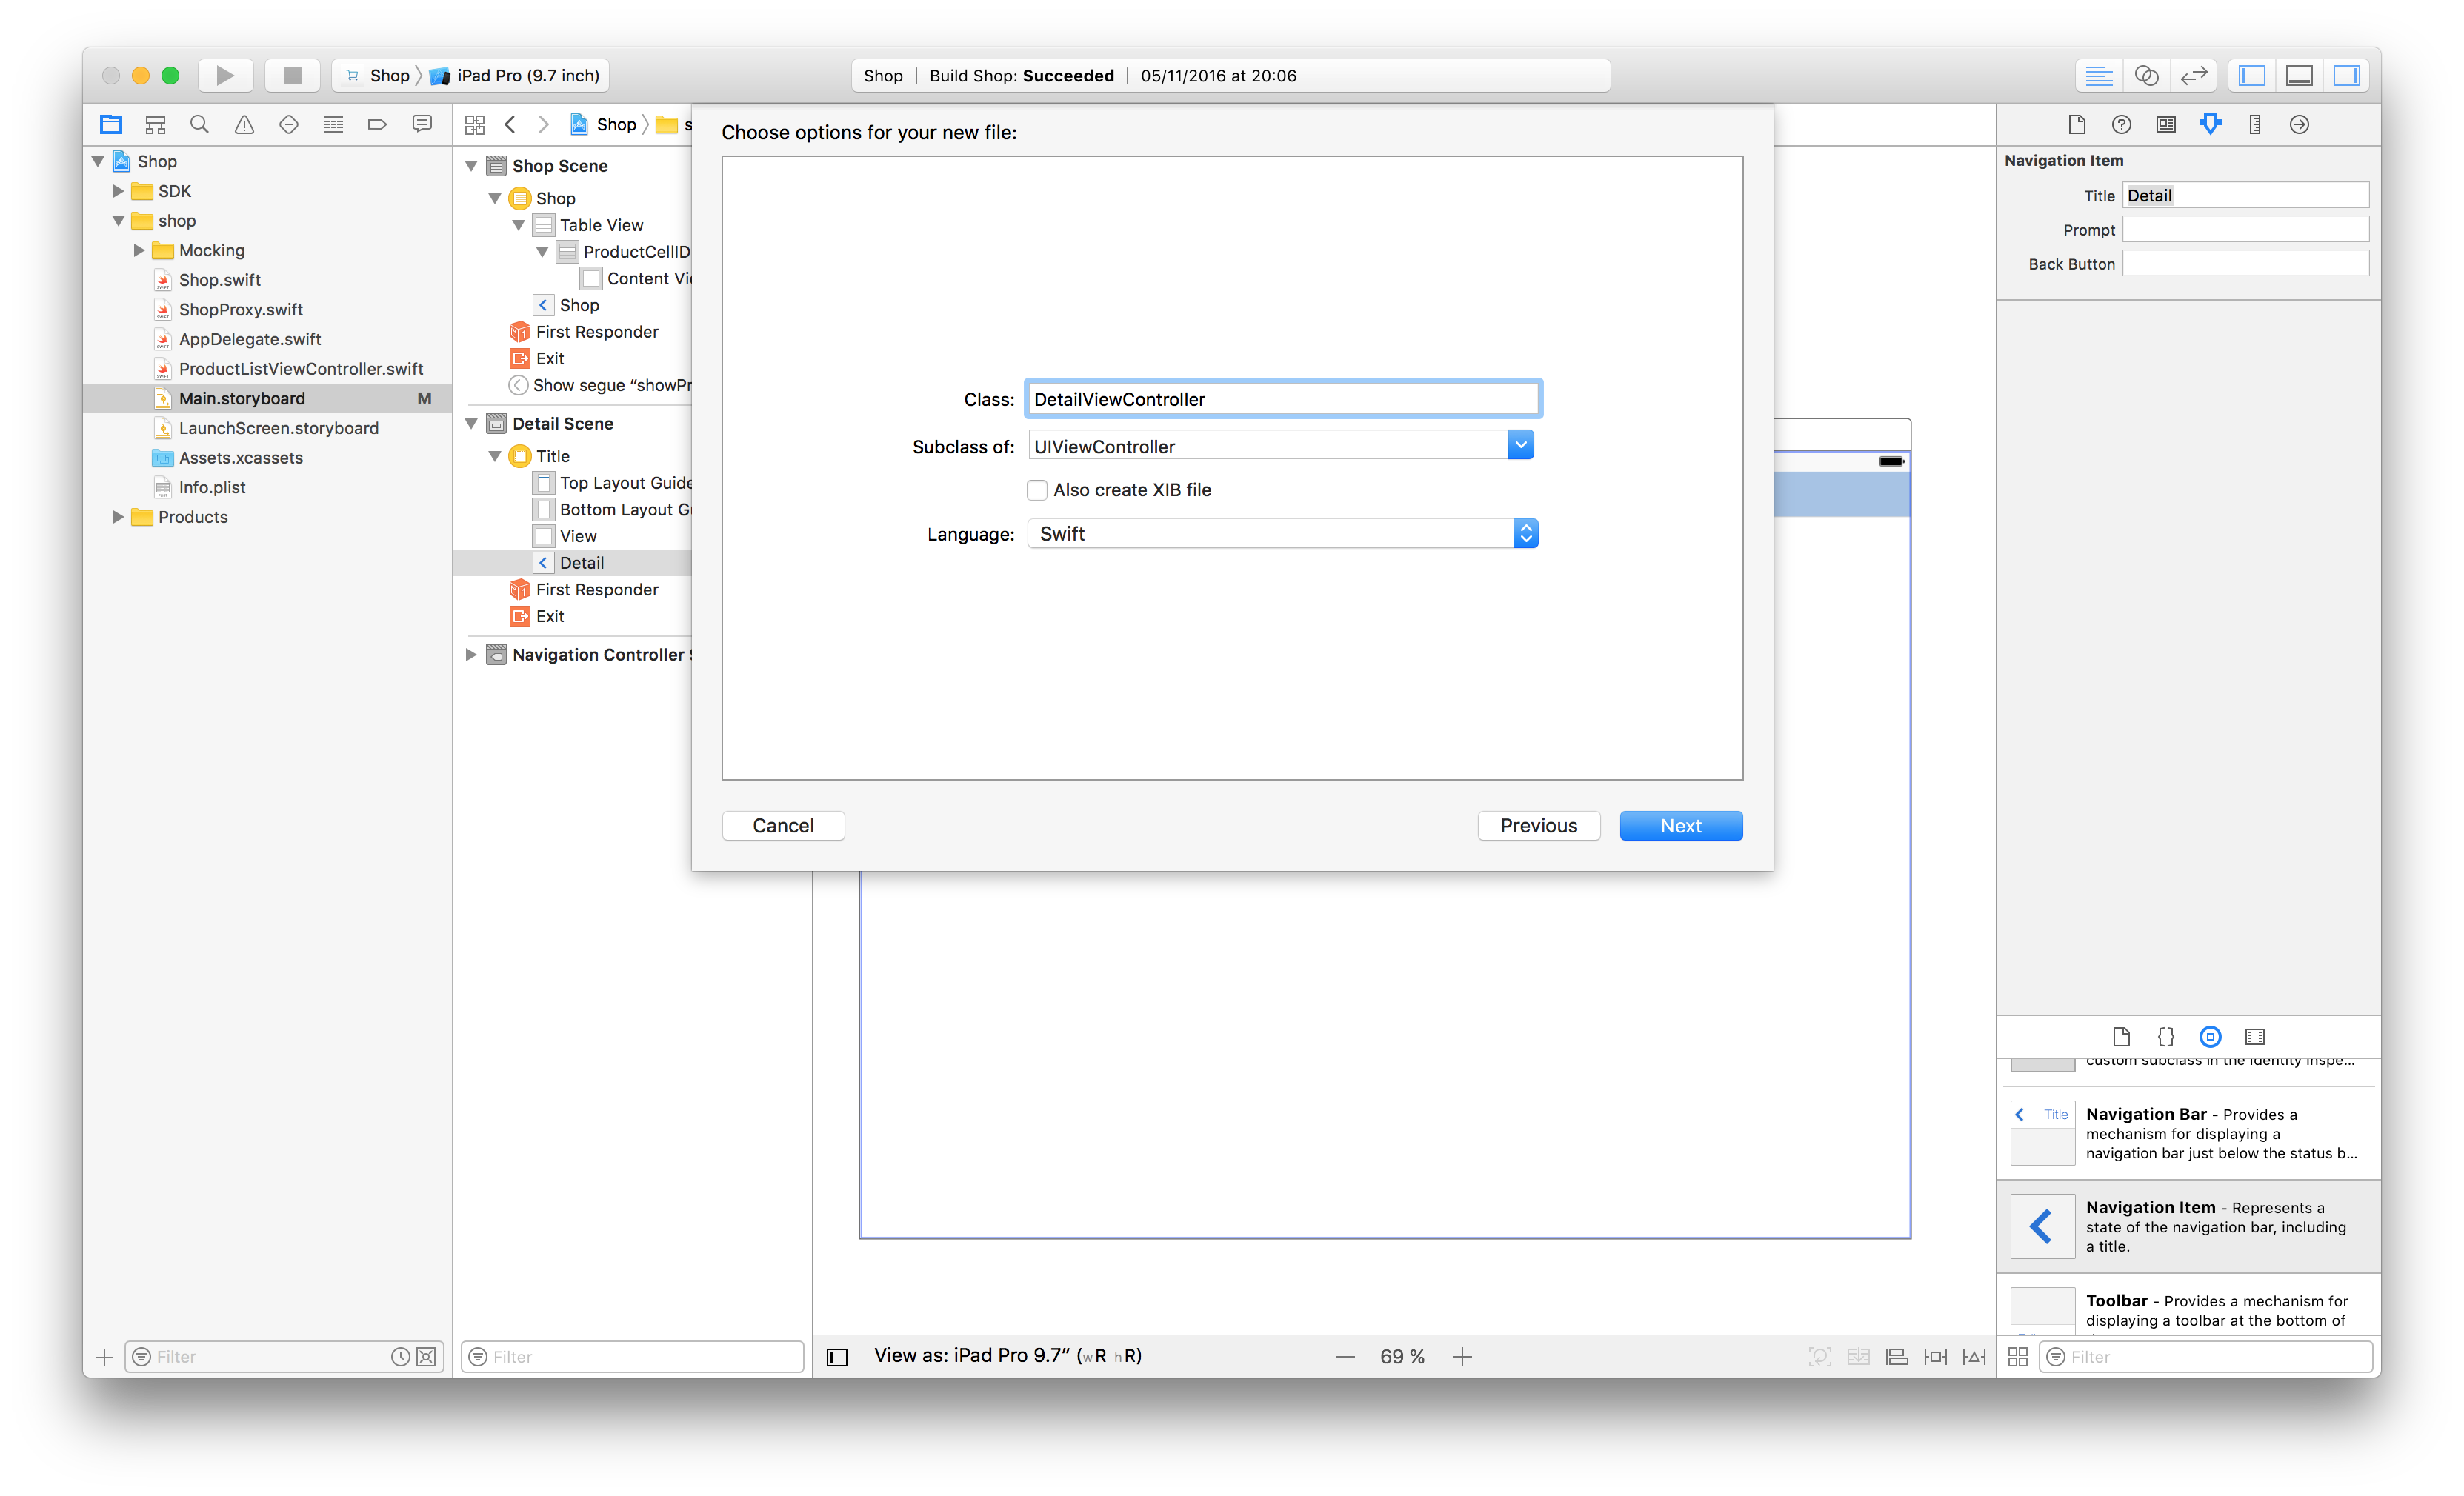 Shop 〉 iPad Pro (9.7 inch)
Shop | Build Shop: Succeeded | 05/11/2016 at 20:06
Shop
SDK
shop
Mocking
Shop.swift
ShopProxy.swift
AppDelegate.swift
ProductListViewController.swift
Main.storyboard M
LaunchScreen.storyboard
Assets.xcassets
Info.plist
Products
Filter
Shop 〉 s
Shop Scene
Shop
Table View
ProductCellID
Content Vi
Shop
First Responder
Exit
Show segue “showPr
Detail Scene
Title
Top Layout Guide
Bottom Layout G
View
Detail
First Responder
Exit
Navigation Controller S
Filter
Choose options for your new file:
Class: DetailViewController
Subclass of: UIViewController
Also create XIB file
Language: Swift
Cancel
Previous
Next
View as: iPad Pro 9.7” (wR hR)
69 %
Navigation Item
Title Detail
Prompt
Back Button
custom subclass in the Identity Inspe...
Title
Navigation Bar - Provides a
mechanism for displaying a
navigation bar just below the status b...
Navigation Item - Represents a
state of the navigation bar, including
a title.
Toolbar - Provides a mechanism for
displaying a toolbar at the bottom of
Filter